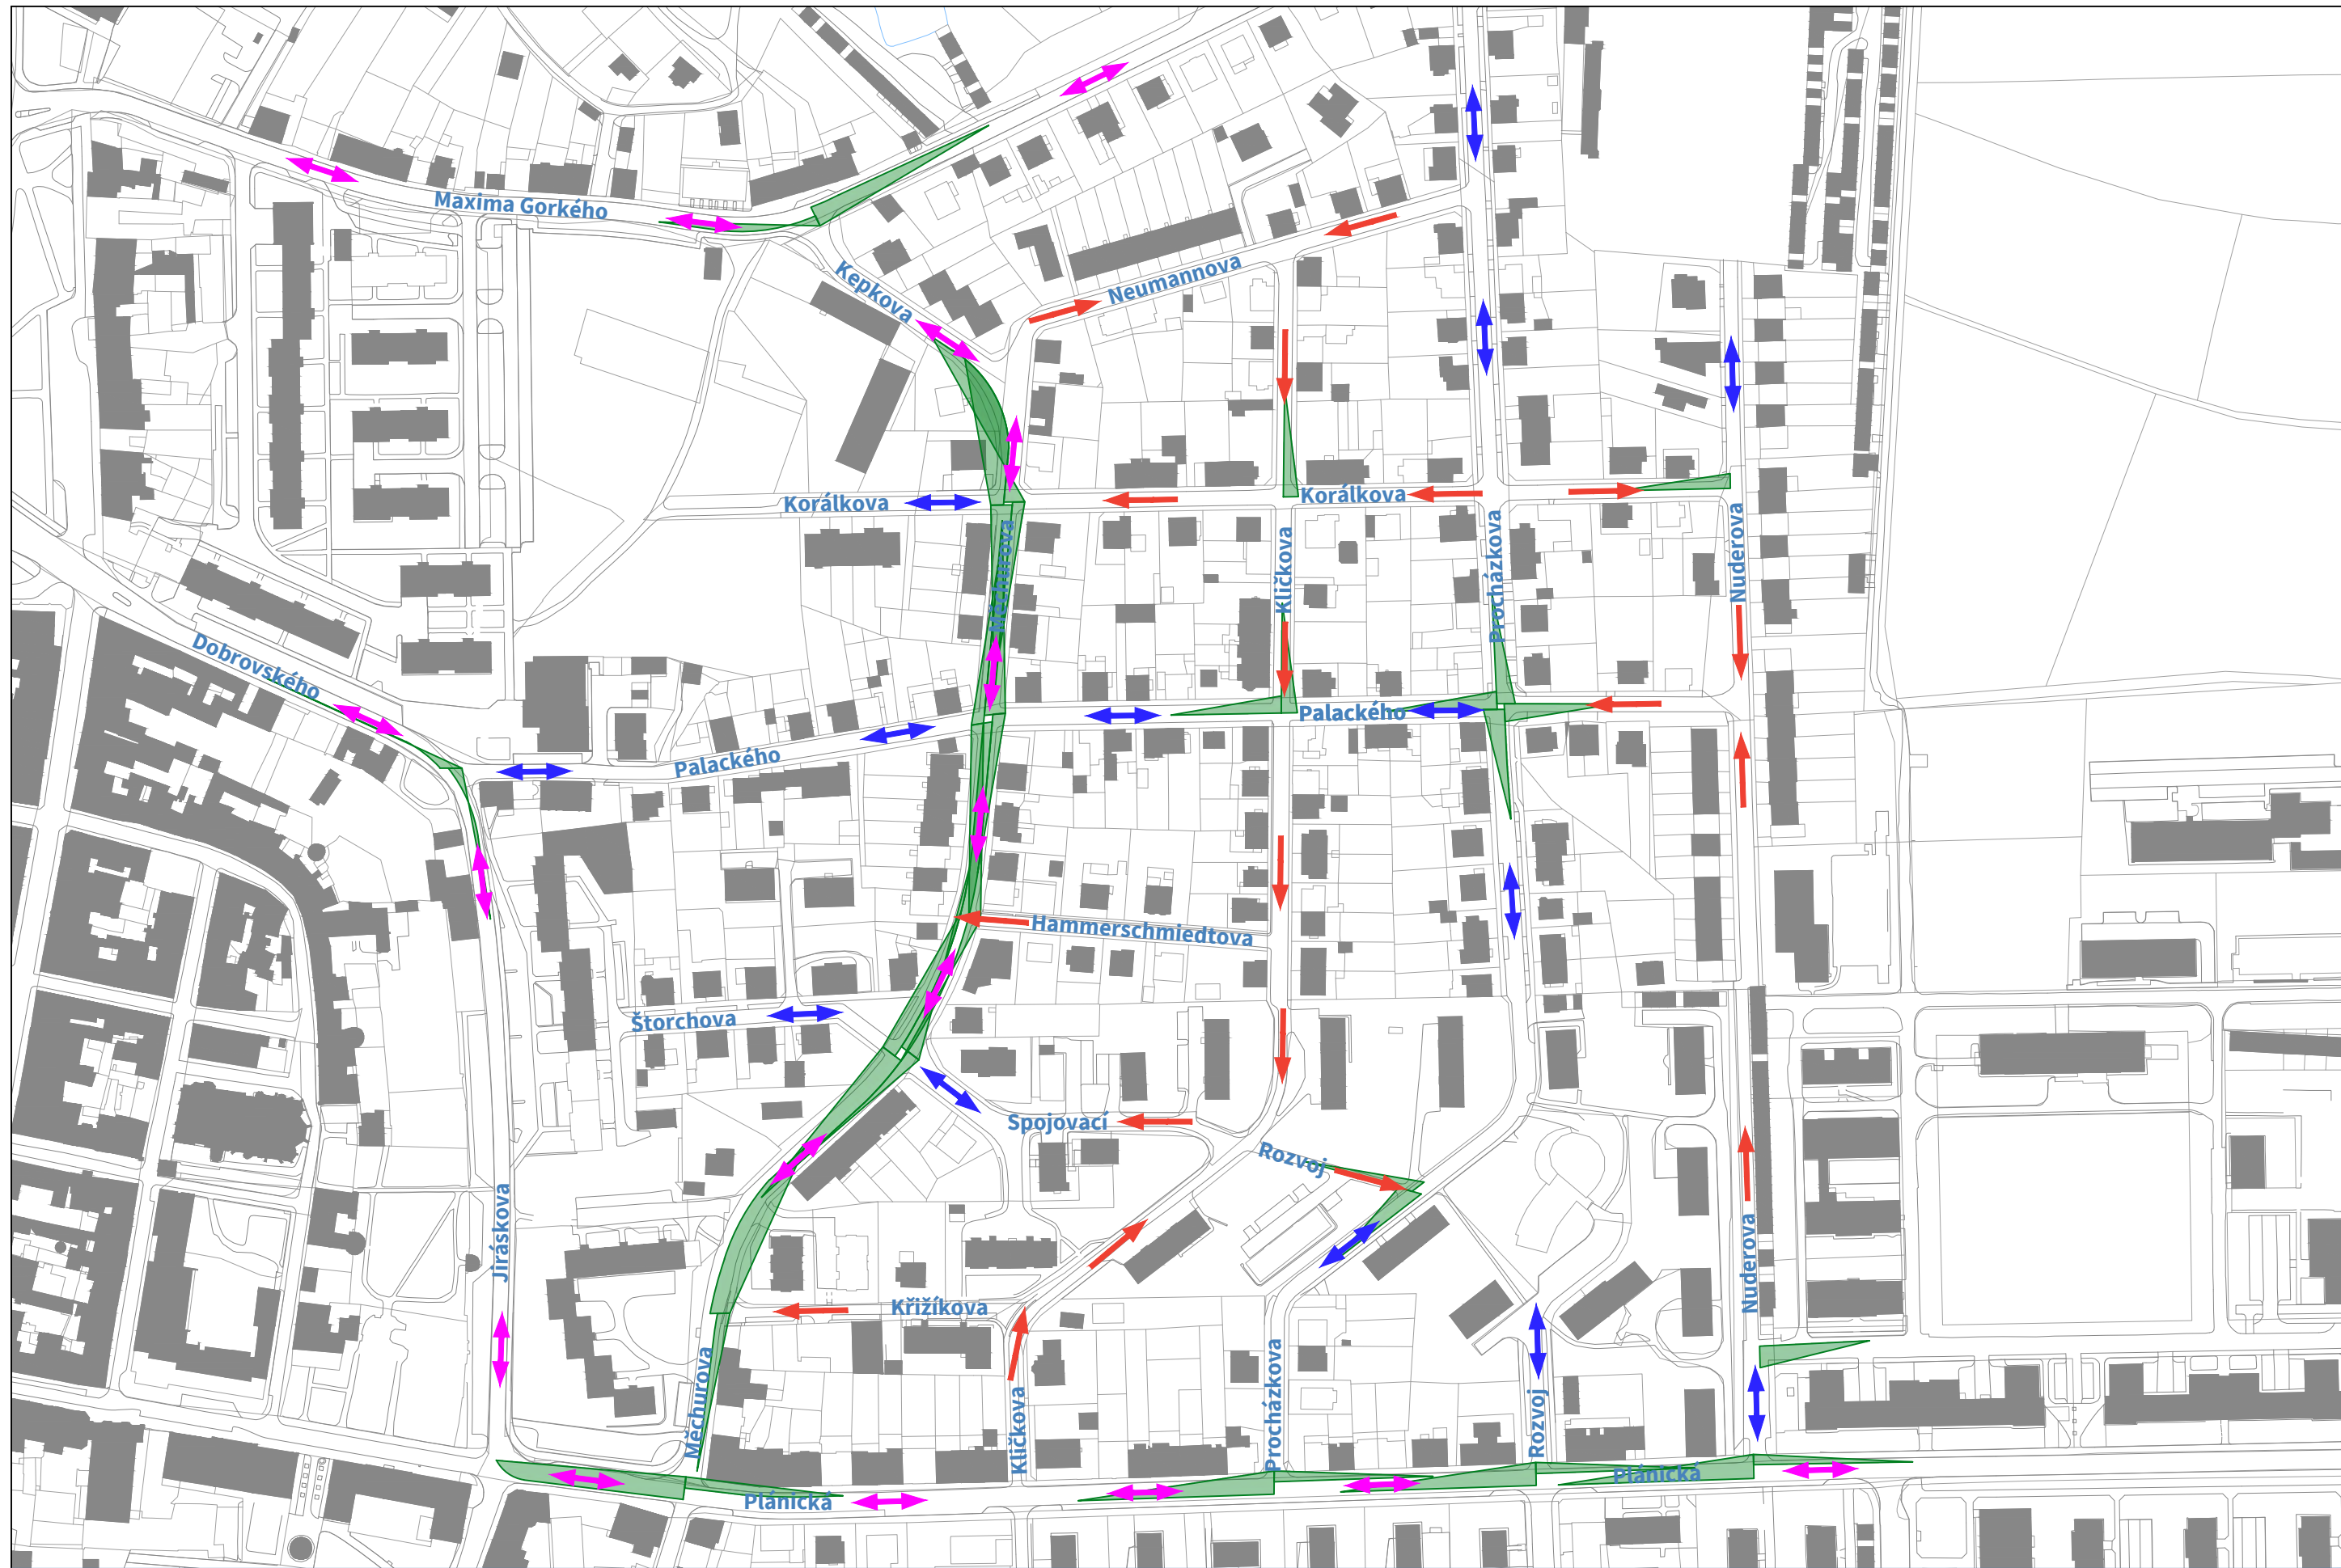 Maxima Gorkého
Kepkova
Neumannova
Korálkova
Korálkova
Měchurova
Kličkova
Procházkova
Nuderova
Dobrovského
Palackého
Palackého
Hammerschmiedtova
Štorchova
Spojovací
Rozvoj
Jiráskova
Nuderova
Křižíkova
Měchurova
Kličkova
Procházkova
Rozvoj
Plánická
Plánická